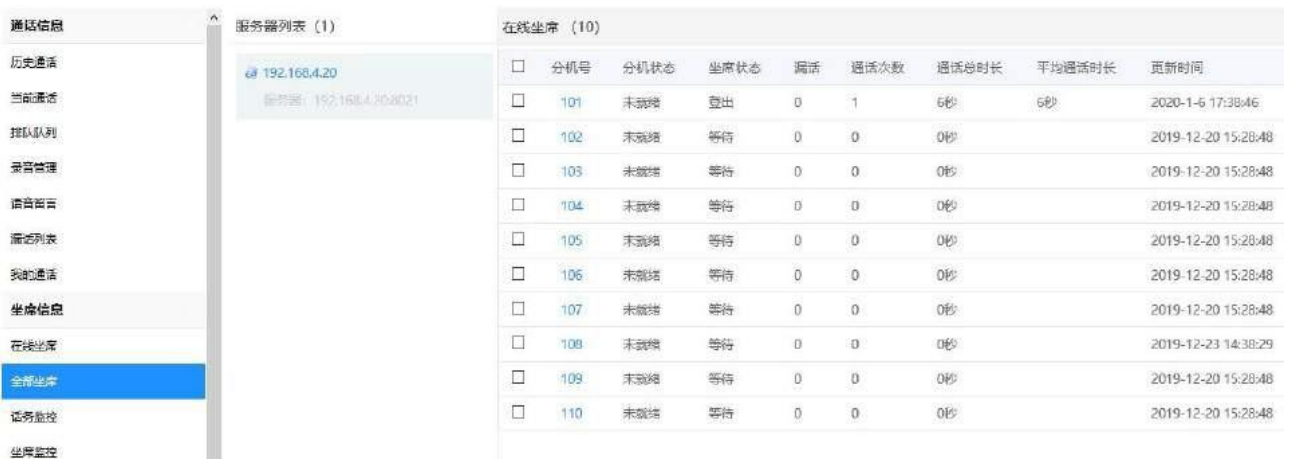 通话信息
历史通话
当前通话
排队队列
录音管理
语音留言
漏话列表
我的通话
坐席信息
在线坐席
全部坐席
话务监控
坐席监控
服务器列表 (1)
192.168.4.20
服务器: 192.168.4.20:8021
在线坐席 (10)
分机号 分机状态 坐席状态 漏话 通话次数 通话总时长 平均通话时长 更新时间
101 未就绪 登出 0 1 6秒 6秒 2020-1-6 17:38:46
102 未就绪 等待 0 0 0秒 2019-12-20 15:28:48
103 未就绪 等待 0 0 0秒 2019-12-20 15:28:48
104 未就绪 等待 0 0 0秒 2019-12-20 15:28:48
105 未就绪 等待 0 0 0秒 2019-12-20 15:28:48
106 未就绪 等待 0 0 0秒 2019-12-20 15:28:48
107 未就绪 等待 0 0 0秒 2019-12-20 15:28:48
108 未就绪 等待 0 0 0秒 2019-12-23 14:38:29
109 未就绪 等待 0 0 0秒 2019-12-20 15:28:48
110 未就绪 等待 0 0 0秒 2019-12-20 15:28:48